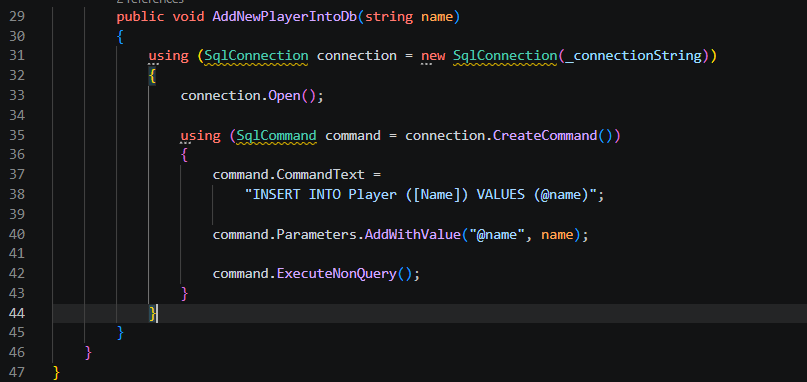 2 references
29 public void AddNewPlayerIntoDb(string name)
30 {
31 using (SqlConnection connection = new SqlConnection(_connectionString))
32 {
33 connection.Open();
34
35 using (SqlCommand command = connection.CreateCommand())
36 {
37 command.CommandText =
38 "INSERT INTO Player ([Name]) VALUES (@name)";
39
40 command.Parameters.AddWithValue("@name", name);
41
42 command.ExecuteNonQuery();
43 }
44 }
45 }
46 }
47 }